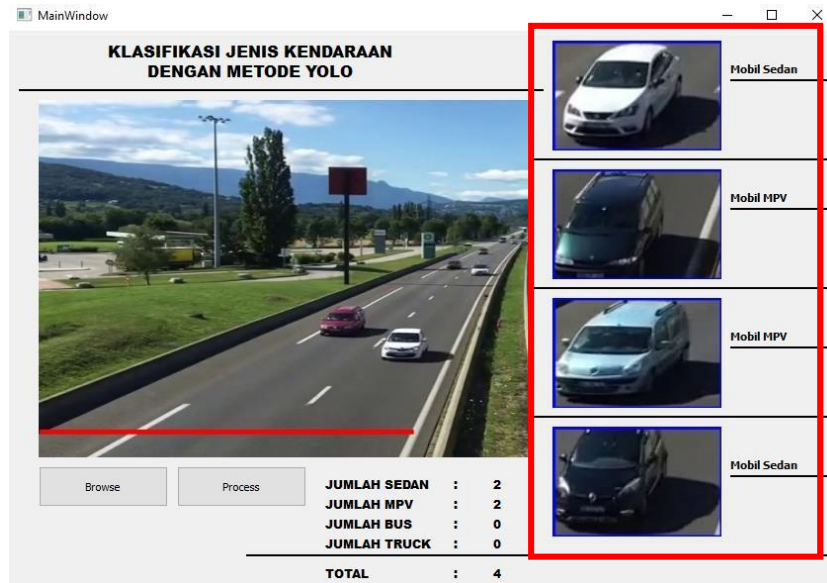 MainWindow
KLASIFIKASI JENIS KENDARAAN
DENGAN METODE YOLO
Mobil Sedan
Mobil MPV
Mobil MPV
Mobil Sedan
Browse
Process
JUMLAH SEDAN : 2
JUMLAH MPV : 2
JUMLAH BUS : 0
JUMLAH TRUCK : 0
TOTAL : 4